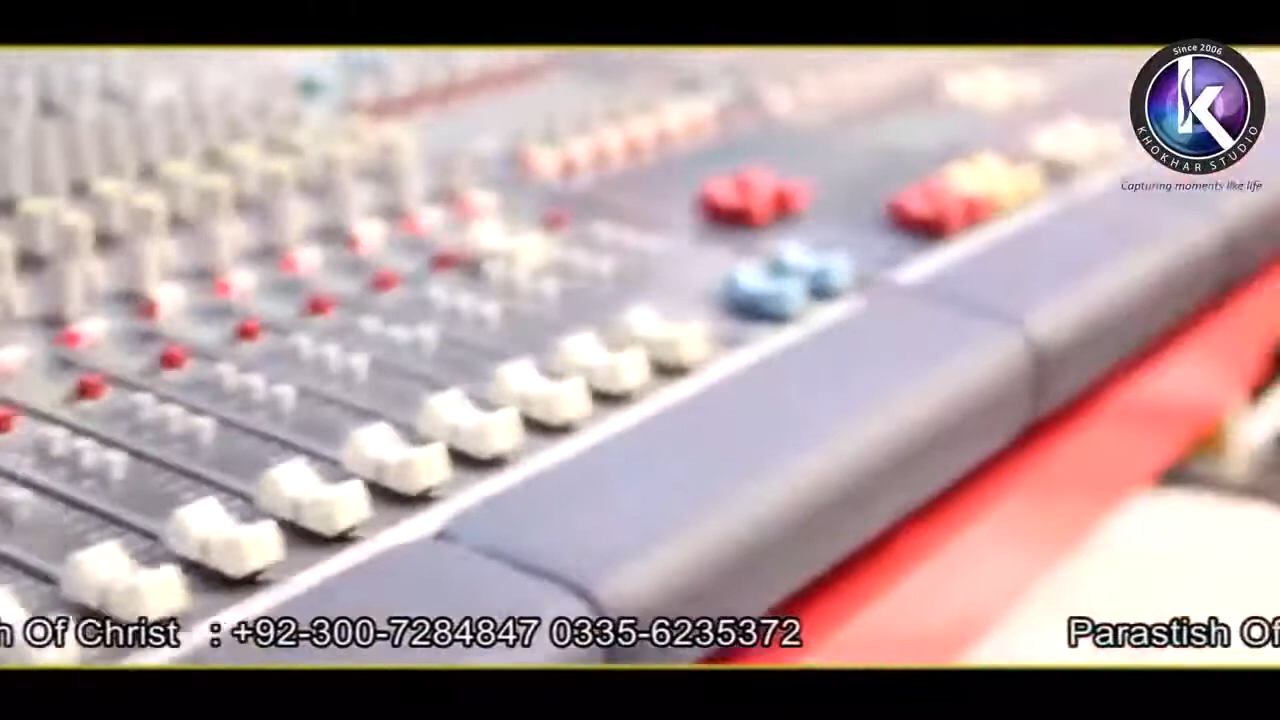 Since 2006
K
KHOKHAR STUDIO
Capturing moments like life
Of Christ : +92-300-7284847 0335-6235372 Parastish Of